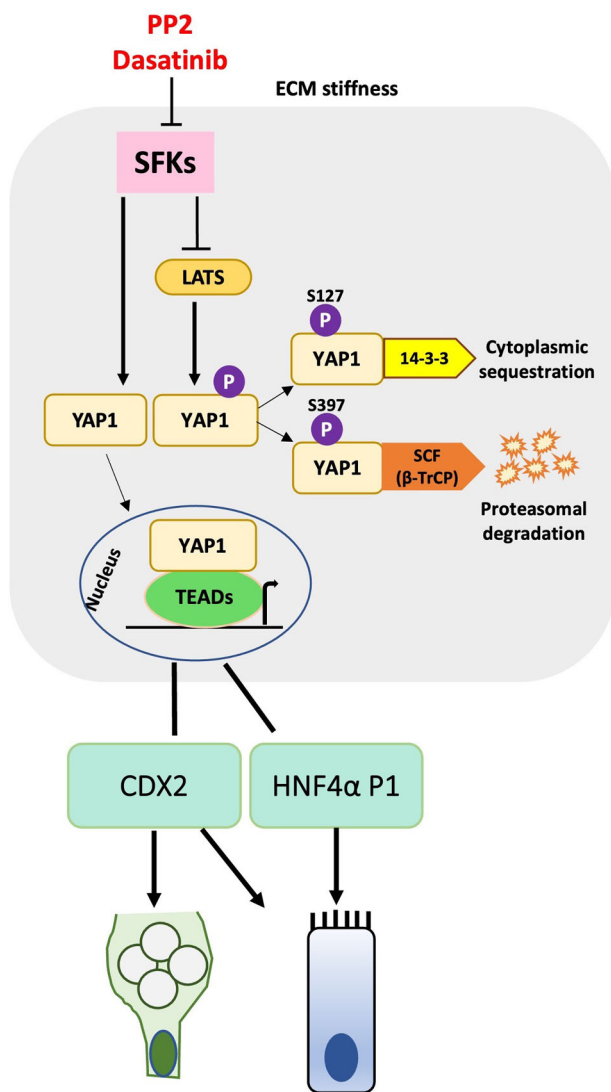 PP2
Dasatinib
ECM stiffness
SFKs
LATS
S127
P
YAP1
14-3-3
Cytoplasmic
sequestration
P
YAP1
YAP1
S397
P
YAP1
SCF
(β-TrCP)
Proteasomal
degradation
Nucleus
YAP1
TEADs
CDX2
HNF4α P1